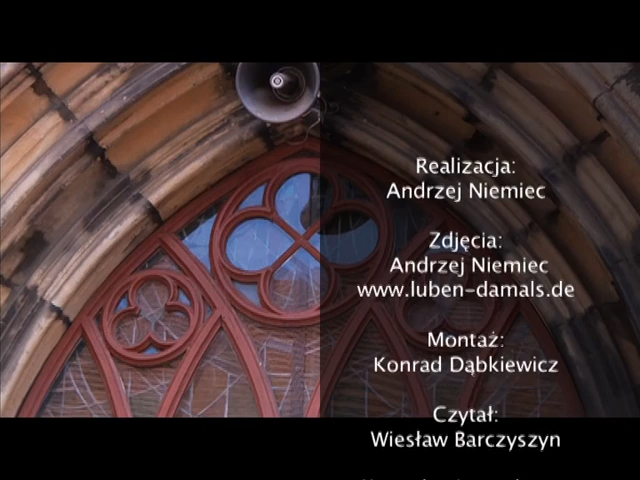 Realizacja:
Andrzej Niemiec
Zdjęcia:
Andrzej Niemiec
www.luben-damals.de
Montaż:
Konrad Dąbkiewicz
Czytał:
Wiesław Barczyszyn